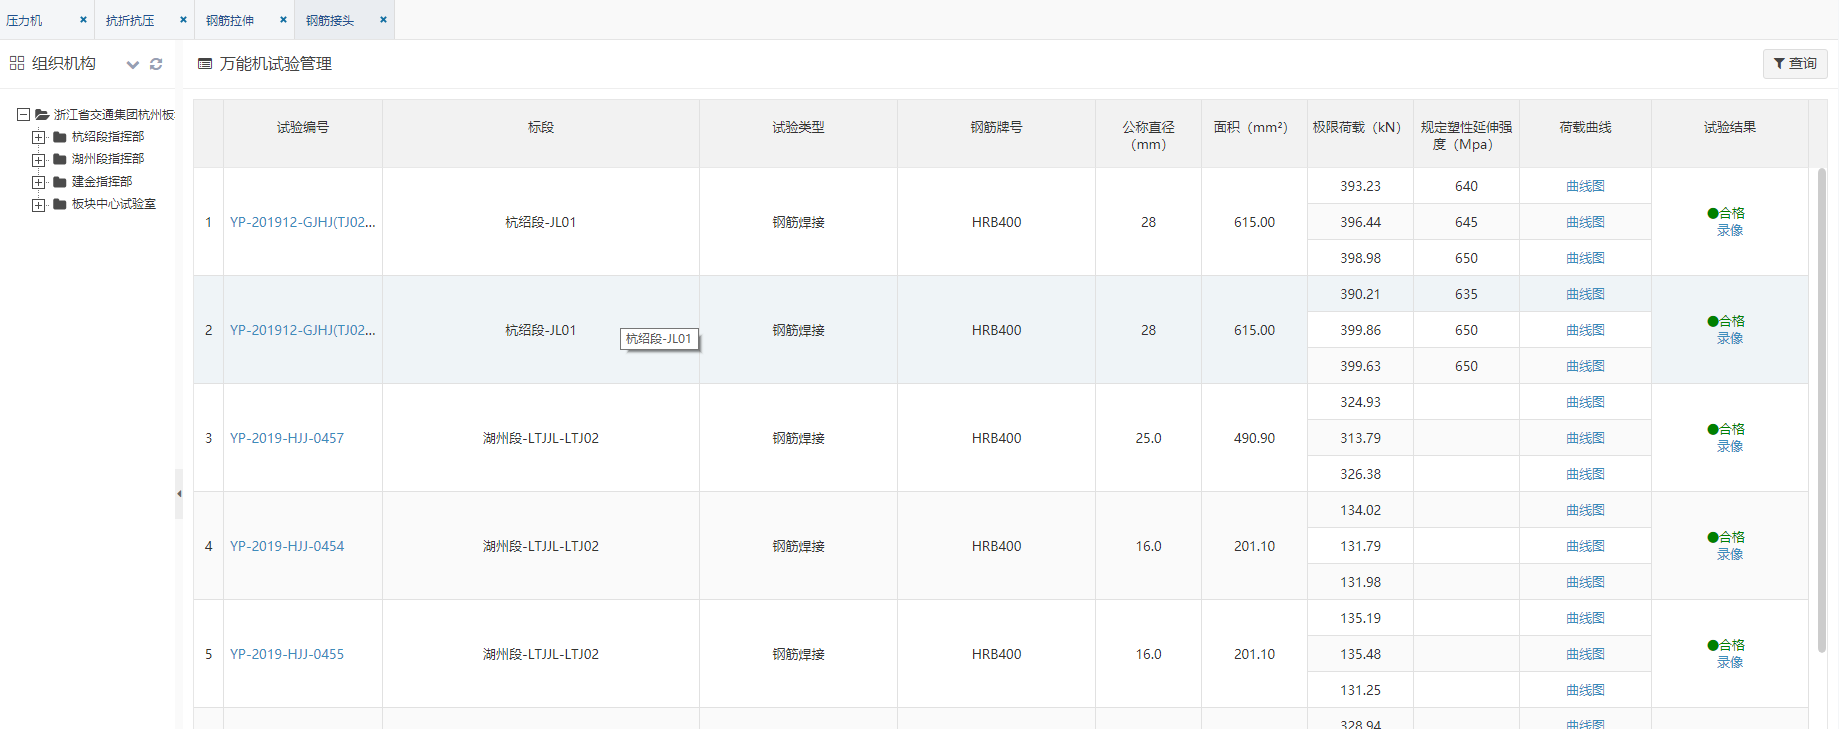 压力机 × 抗折抗压 × 钢筋拉伸 × 钢筋接头 ×
组织机构
万能机试验管理
查询
浙江省交通集团杭州板
杭绍段指挥部
湖州段指挥部
建金指挥部
板块中心试验室
试验编号 标段 试验类型 钢筋牌号 公称直径 面积（mm²） 极限荷载（kN） 规定塑性延伸强 荷载曲线 试验结果
（mm） 度（Mpa）
393.23 640 曲线图
1 YP-201912-GJHJ(TJ02... 杭绍段-JL01 钢筋焊接 HRB400 28 615.00 396.44 645 曲线图 合格
录像
398.98 650 曲线图
390.21 635 曲线图
2 YP-201912-GJHJ(TJ02... 杭绍段-JL01 钢筋焊接 HRB400 28 615.00 399.86 650 曲线图 合格
杭绍段-JL01 录像
399.63 650 曲线图
324.93 曲线图
3 YP-2019-HJJ-0457 湖州段-LTJJL-LTJ02 钢筋焊接 HRB400 25.0 490.90 313.79 曲线图 合格
录像
326.38 曲线图
134.02 曲线图
4 YP-2019-HJJ-0454 湖州段-LTJJL-LTJ02 钢筋焊接 HRB400 16.0 201.10 131.79 曲线图 合格
录像
131.98 曲线图
135.19 曲线图
5 YP-2019-HJJ-0455 湖州段-LTJJL-LTJ02 钢筋焊接 HRB400 16.0 201.10 135.48 曲线图 合格
录像
131.25 曲线图
328.94 曲线图